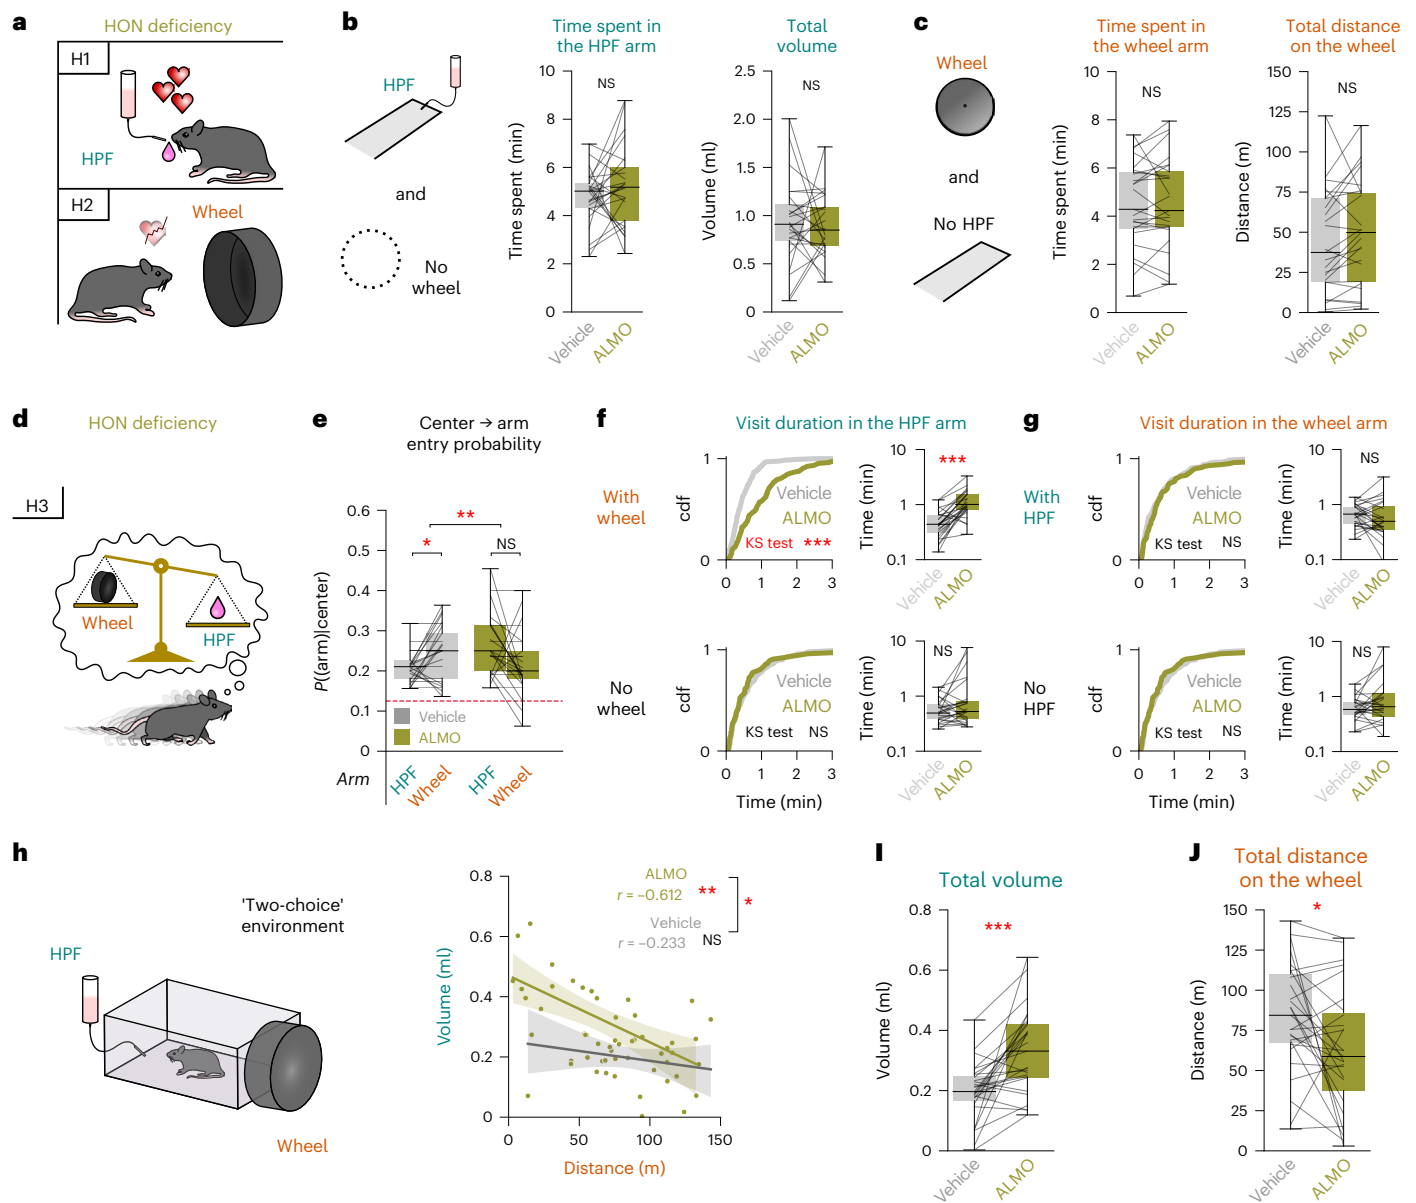 a
HON deficiency
H1
HPF
H2
Wheel
b
HPF
and
No
wheel
Time spent in
the HPF arm
NS
Time spent (min)
10
8
6
4
2
0
Vehicle
ALMO
Total
volume
NS
Volume (ml)
2.5
2.0
1.5
1.0
0.5
0
Vehicle
ALMO
c
Wheel
and
No HPF
Time spent in
the wheel arm
NS
Time spent (min)
10
8
6
4
2
0
Vehicle
ALMO
Total distance
on the wheel
NS
Distance (m)
150
125
100
75
50
25
0
Vehicle
ALMO
d
HON deficiency
H3
Wheel
HPF
e
Center → arm
entry probability
**
*
NS
P((arm)|center)
0.6
0.5
0.4
0.3
0.2
0.1
0
Vehicle
ALMO
Arm
HPF
Wheel
HPF
Wheel
f
Visit duration in the HPF arm
With
wheel
cdf
1
0
Vehicle
ALMO
KS test ***
0 1 2 3
Time (min)
10
1
0.1
***
Vehicle
ALMO
No
wheel
cdf
1
0
Vehicle
ALMO
KS test NS
0 1 2 3
Time (min)
Time (min)
10
1
0.1
NS
Vehicle
ALMO
g
Visit duration in the wheel arm
With
HPF
cdf
1
0
Vehicle
ALMO
KS test NS
0 1 2 3
Time (min)
10
1
0.1
NS
Vehicle
ALMO
No
HPF
cdf
1
0
Vehicle
ALMO
KS test NS
0 1 2 3
Time (min)
Time (min)
10
1
0.1
NS
Vehicle
ALMO
h
'Two-choice'
environment
HPF
Wheel
Volume (ml)
0.8
0.6
0.4
0.2
0
0 50 100 150
Distance (m)
ALMO
r = −0.612 **
*
Vehicle
r = −0.233 NS
I
Total volume
***
Volume (ml)
0.8
0.6
0.4
0.2
0
Vehicle
ALMO
J
Total distance
on the wheel
*
Distance (m)
150
125
100
75
50
25
0
Vehicle
ALMO